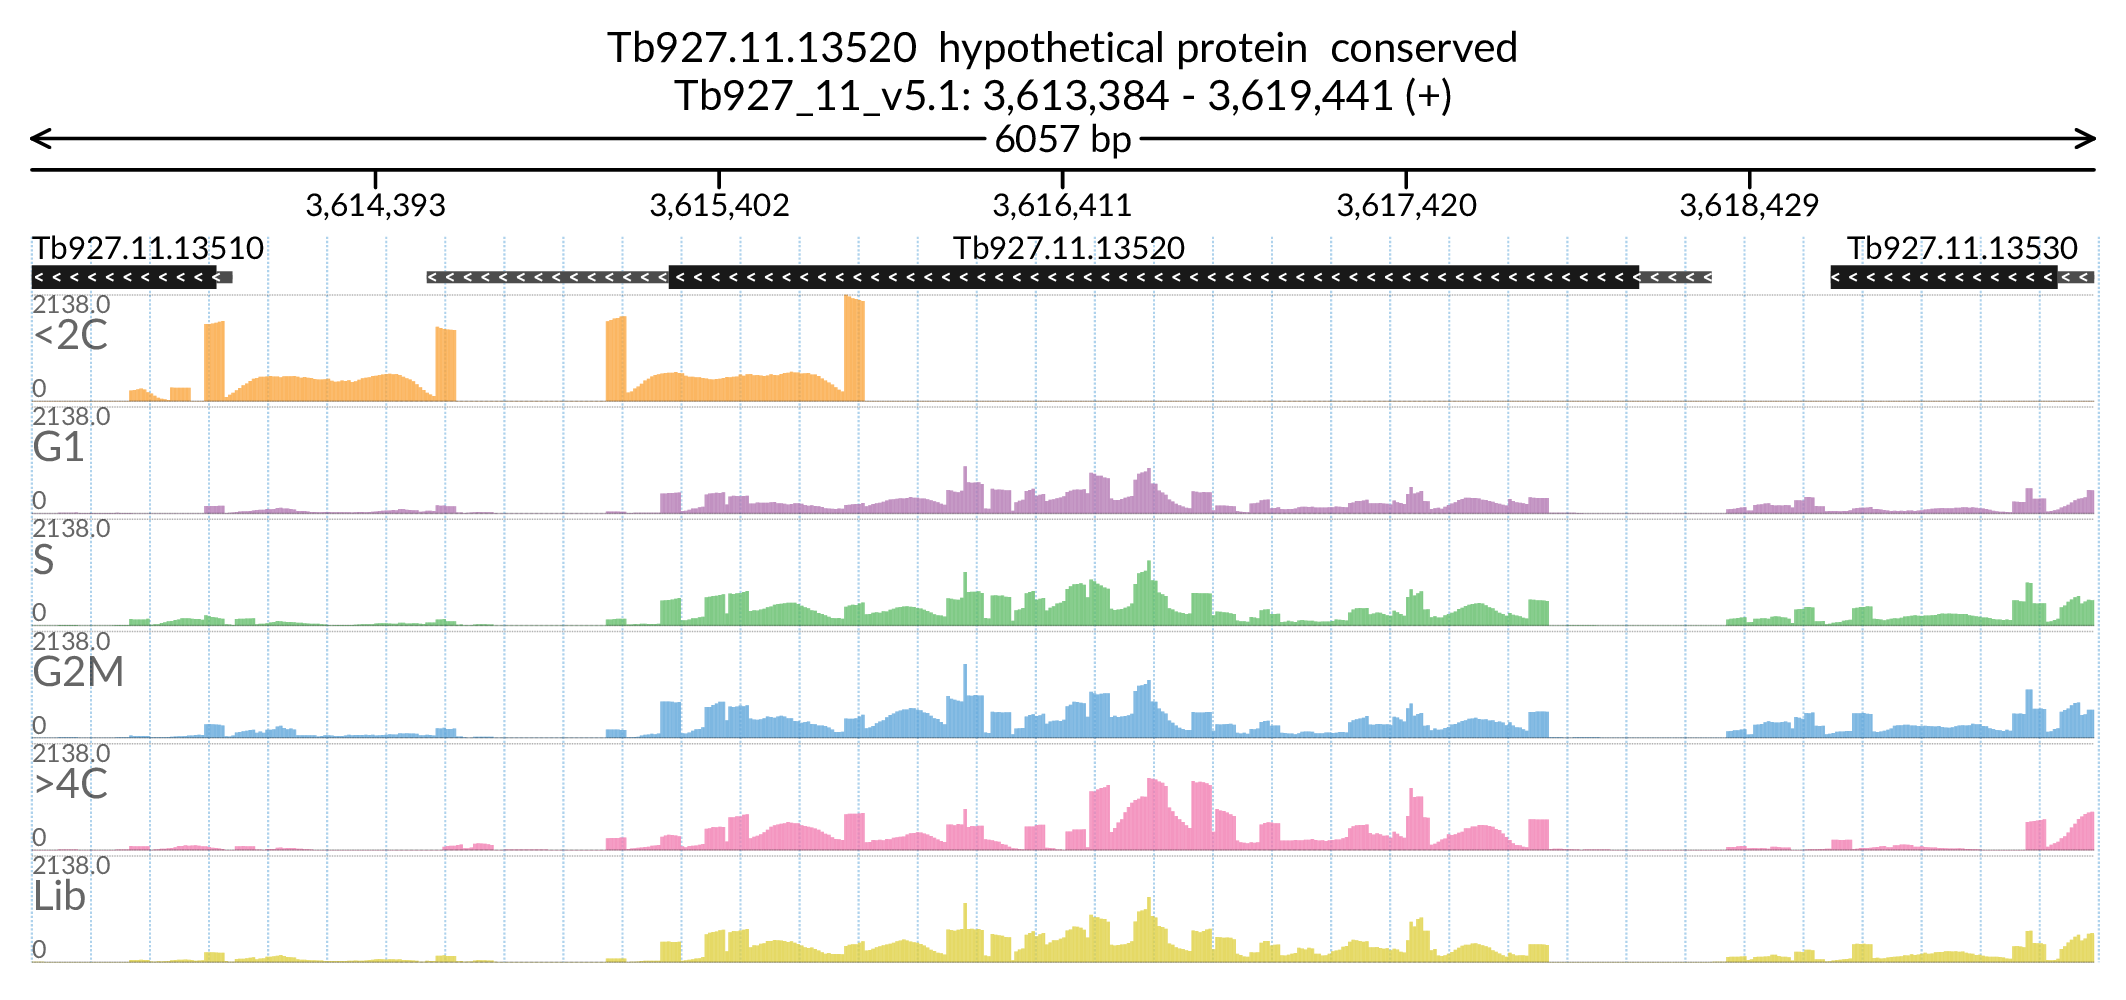 Tb927.11.13520 hypothetical protein conserved
Tb927_11_v5.1: 3,613,384 - 3,619,441 (+)
6057 bp
3,614,393 3,615,402 3,616,411 3,617,420 3,618,429
Tb927.11.13510 Tb927.11.13520 Tb927.11.13530
2138.0
<2C
0
2138.0
G1
0
2138.0
S
0
2138.0
G2M
0
2138.0
>4C
0
2138.0
Lib
0